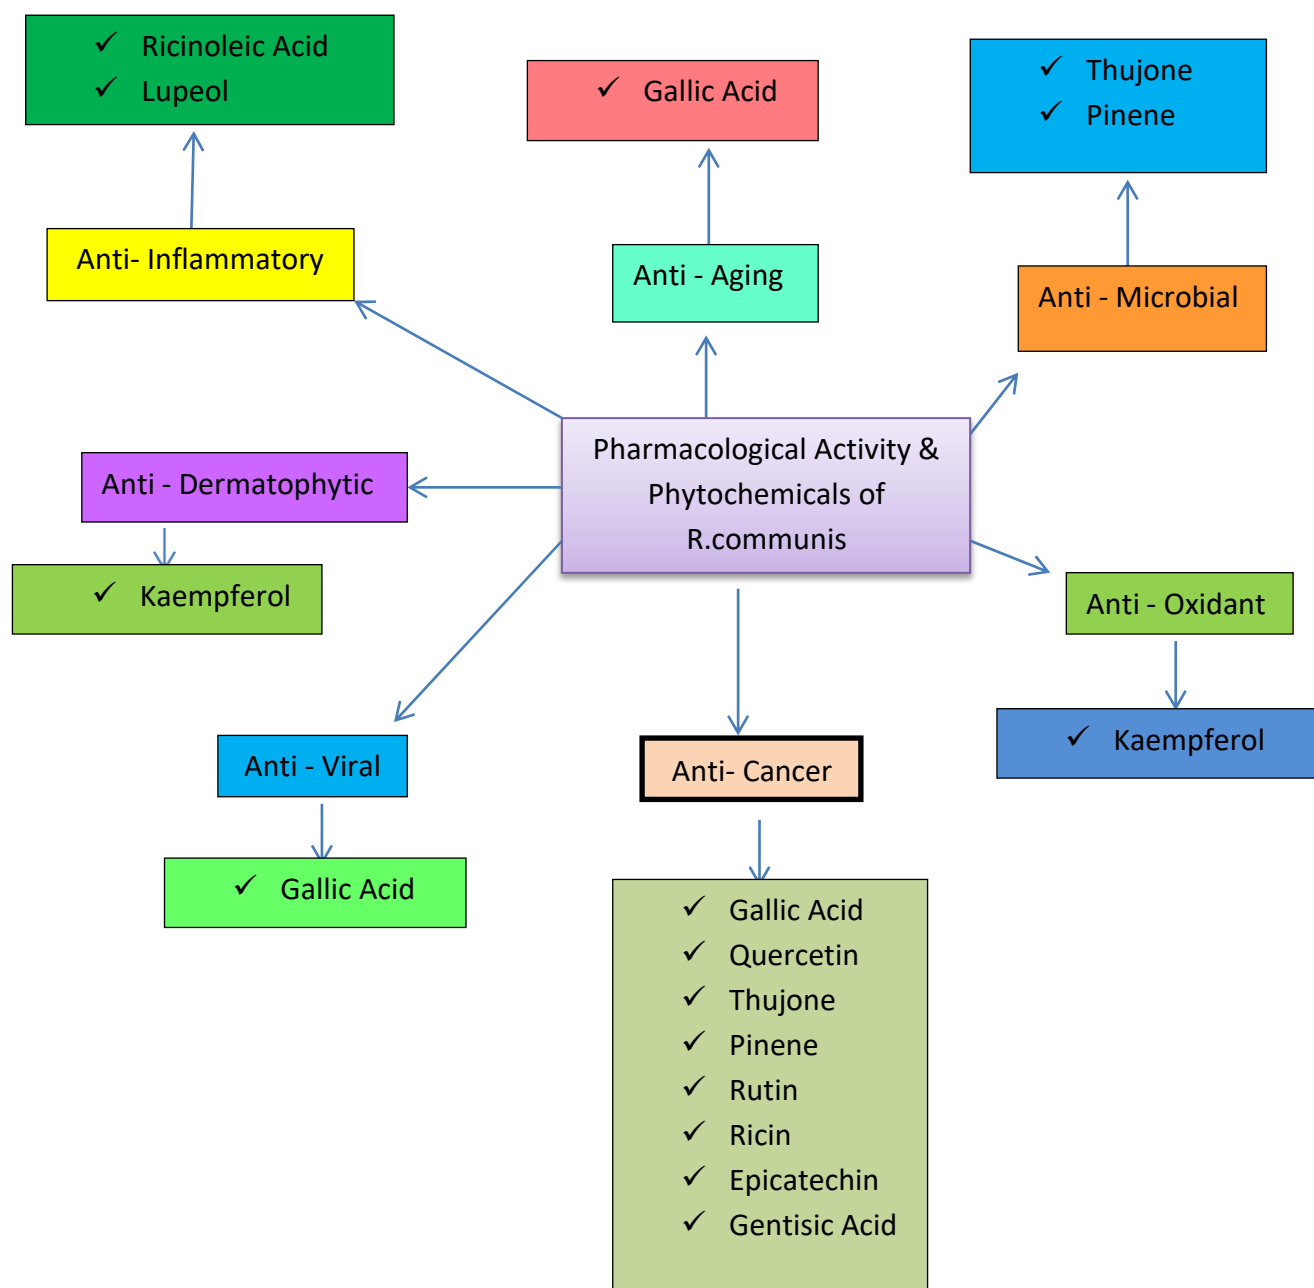 ✓ Ricinoleic Acid
✓ Lupeol
✓ Gallic Acid
✓ Thujone
✓ Pinene
Anti- Inflammatory
Anti - Aging
Anti - Microbial
Pharmacological Activity &
Phytochemicals of
R.communis
Anti - Dermatophytic
✓ Kaempferol
Anti - Oxidant
✓ Kaempferol
Anti - Viral
✓ Gallic Acid
Anti- Cancer
✓ Gallic Acid
✓ Quercetin
✓ Thujone
✓ Pinene
✓ Rutin
✓ Ricin
✓ Epicatechin
✓ Gentisic Acid